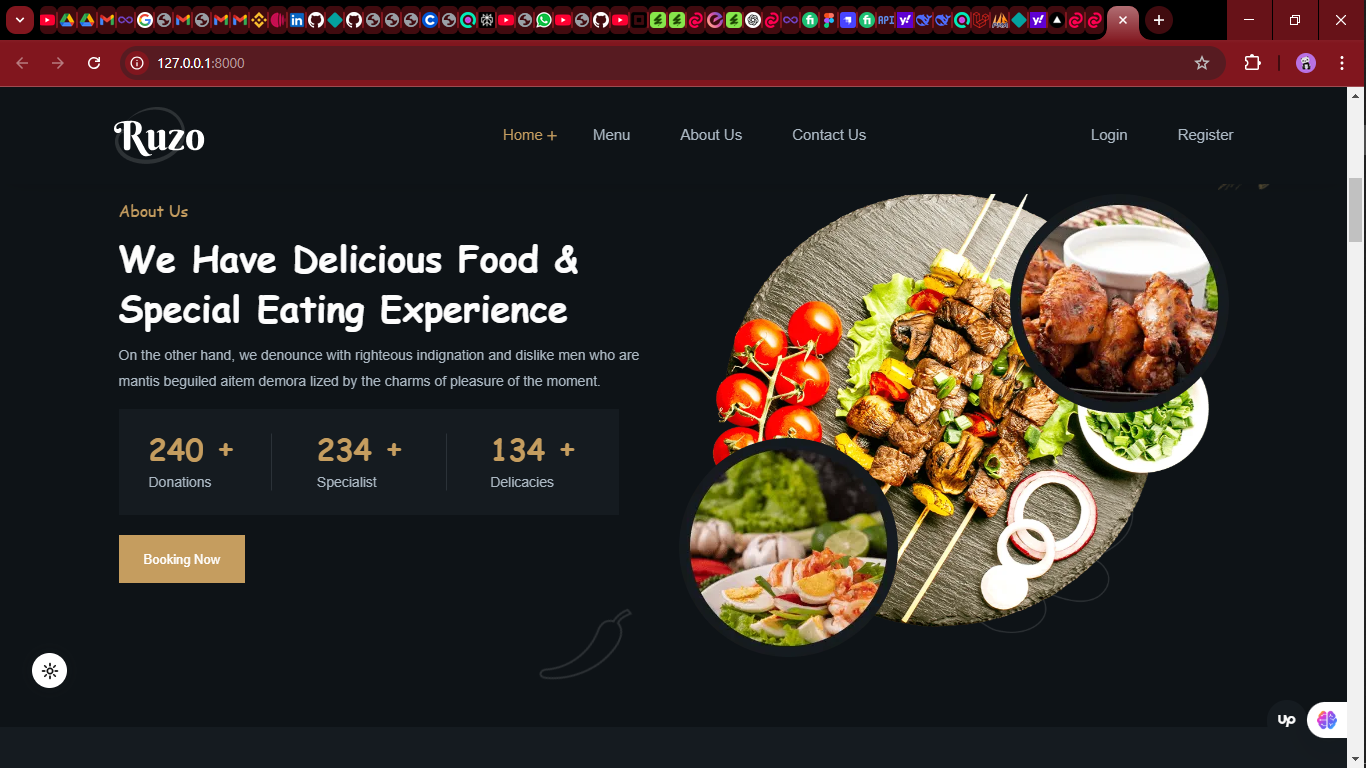 127.0.0.1:8000
Ruzo
Home +
Menu
About Us
Contact Us
Login
Register
About Us
We Have Delicious Food &
Special Eating Experience
On the other hand, we denounce with righteous indignation and dislike men who are
mantis beguiled aitem demora lized by the charms of pleasure of the moment.
240 +
234 +
134 +
Donations
Specialist
Delicacies
Booking Now
up